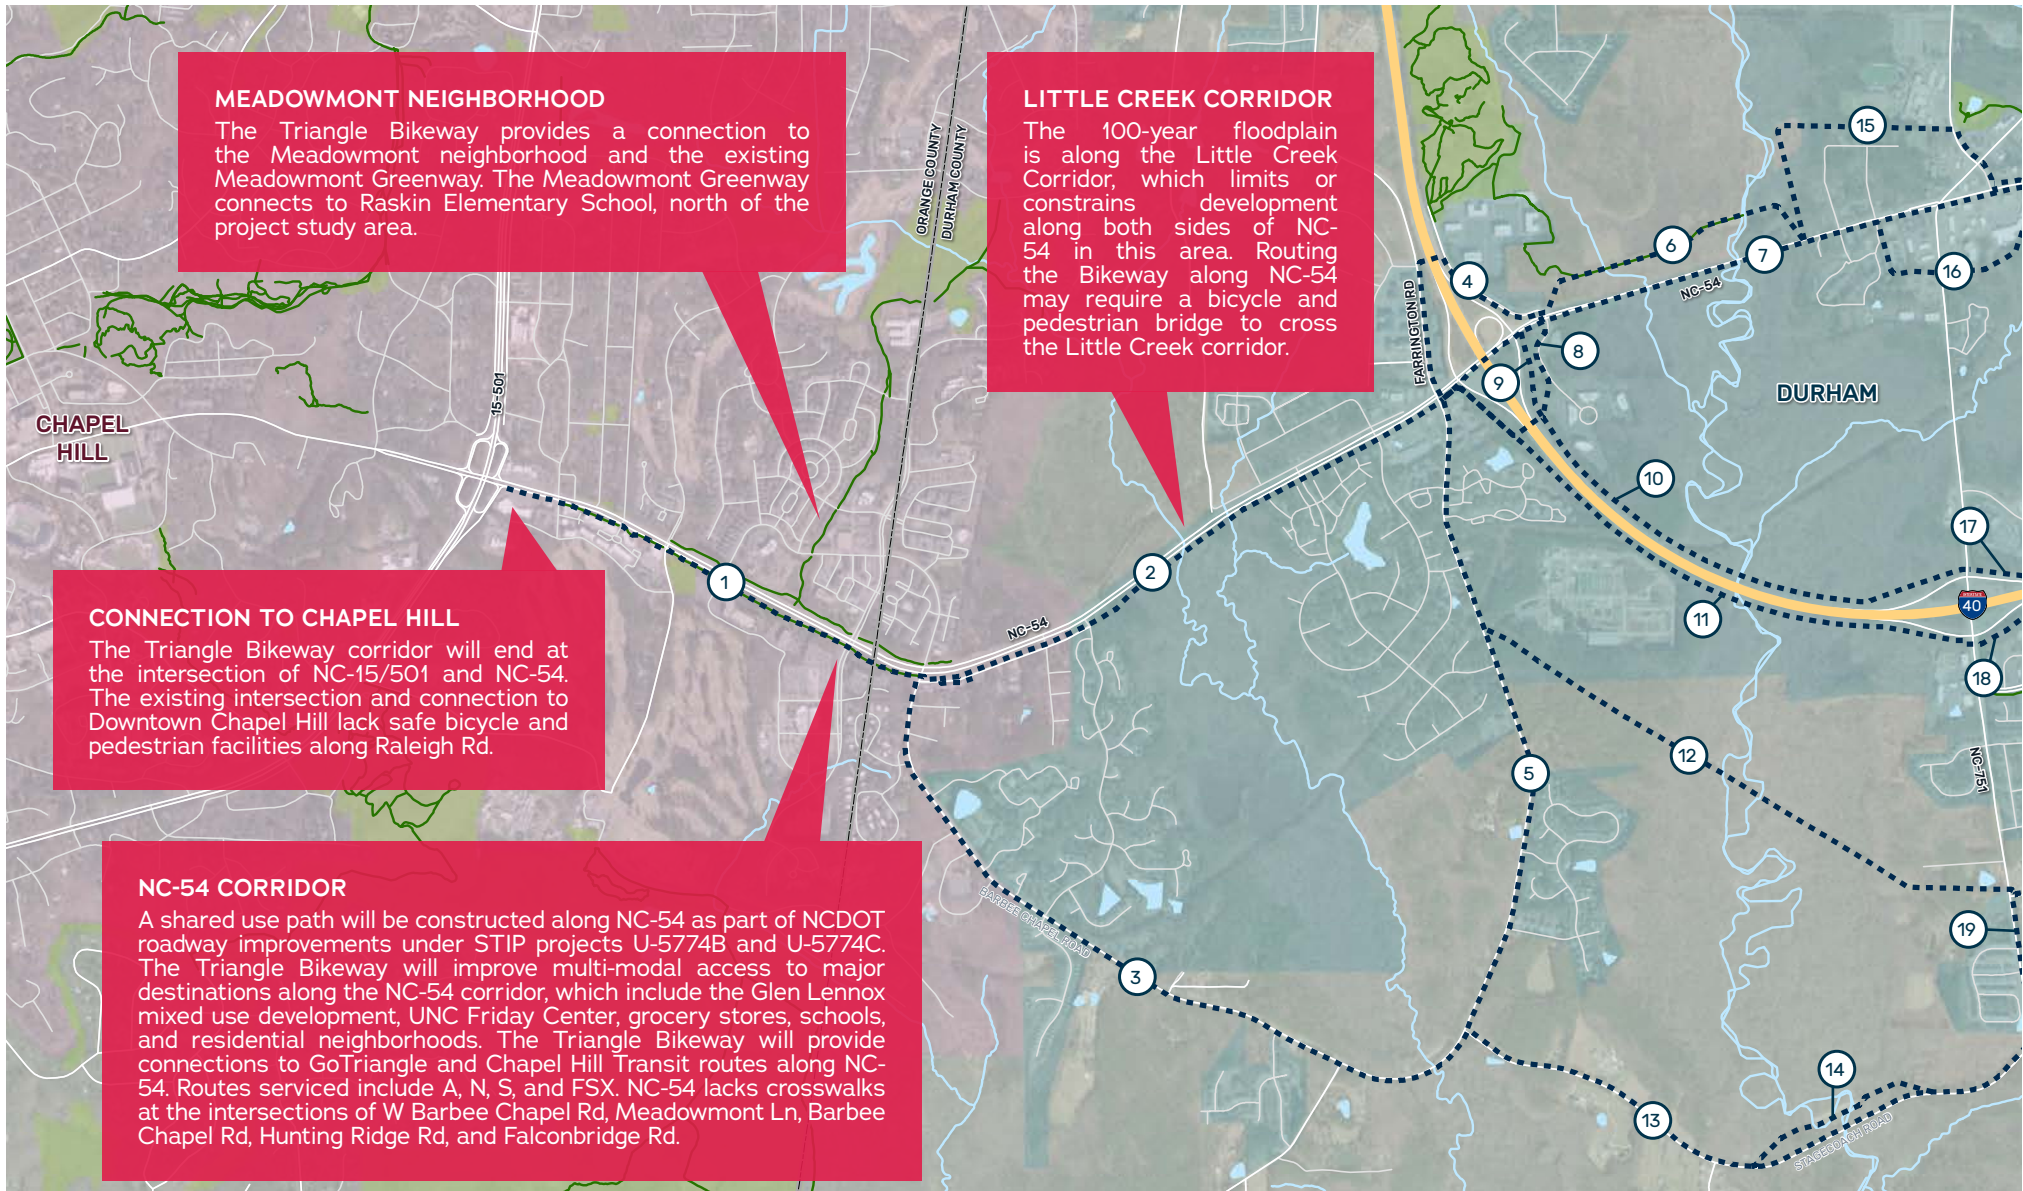 MEADOWMONT NEIGHBORHOOD
The Triangle Bikeway provides a connection to
the Meadowmont neighborhood and the existing
Meadowmont Greenway. The Meadowmont Greenway
connects to Raskin Elementary School, north of the
project study area.
LITTLE CREEK CORRIDOR
The 100-year floodplain
is along the Little Creek
Corridor, which limits or
constrains development
along both sides of NC-
54 in this area. Routing
the Bikeway along NC-54
may require a bicycle and
pedestrian bridge to cross
the Little Creek corridor.
ORANGE COUNTY
DURHAM COUNTY
15
6
7
16
4
NC-54
FARRINGTON RD
8
9
DURHAM
15-501
CHAPEL
HILL
10
17
1
2
11
40
NC-54
18
CONNECTION TO CHAPEL HILL
The Triangle Bikeway corridor will end at
the intersection of NC-15/501 and NC-54.
The existing intersection and connection to
Downtown Chapel Hill lack safe bicycle and
pedestrian facilities along Raleigh Rd.
12
5
NC-751
NC-54 CORRIDOR
A shared use path will be constructed along NC-54 as part of NCDOT
roadway improvements under STIP projects U-5774B and U-5774C.
The Triangle Bikeway will improve multi-modal access to major
destinations along the NC-54 corridor, which include the Glen Lennox
mixed use development, UNC Friday Center, grocery stores, schools,
and residential neighborhoods. The Triangle Bikeway will provide
connections to GoTriangle and Chapel Hill Transit routes along NC-
54. Routes serviced include A, N, S, and FSX. NC-54 lacks crosswalks
at the intersections of W Barbee Chapel Rd, Meadowmont Ln, Barbee
Chapel Rd, Hunting Ridge Rd, and Falconbridge Rd.
BARBEE CHAPEL ROAD
19
3
14
13
STAGECOACH ROAD